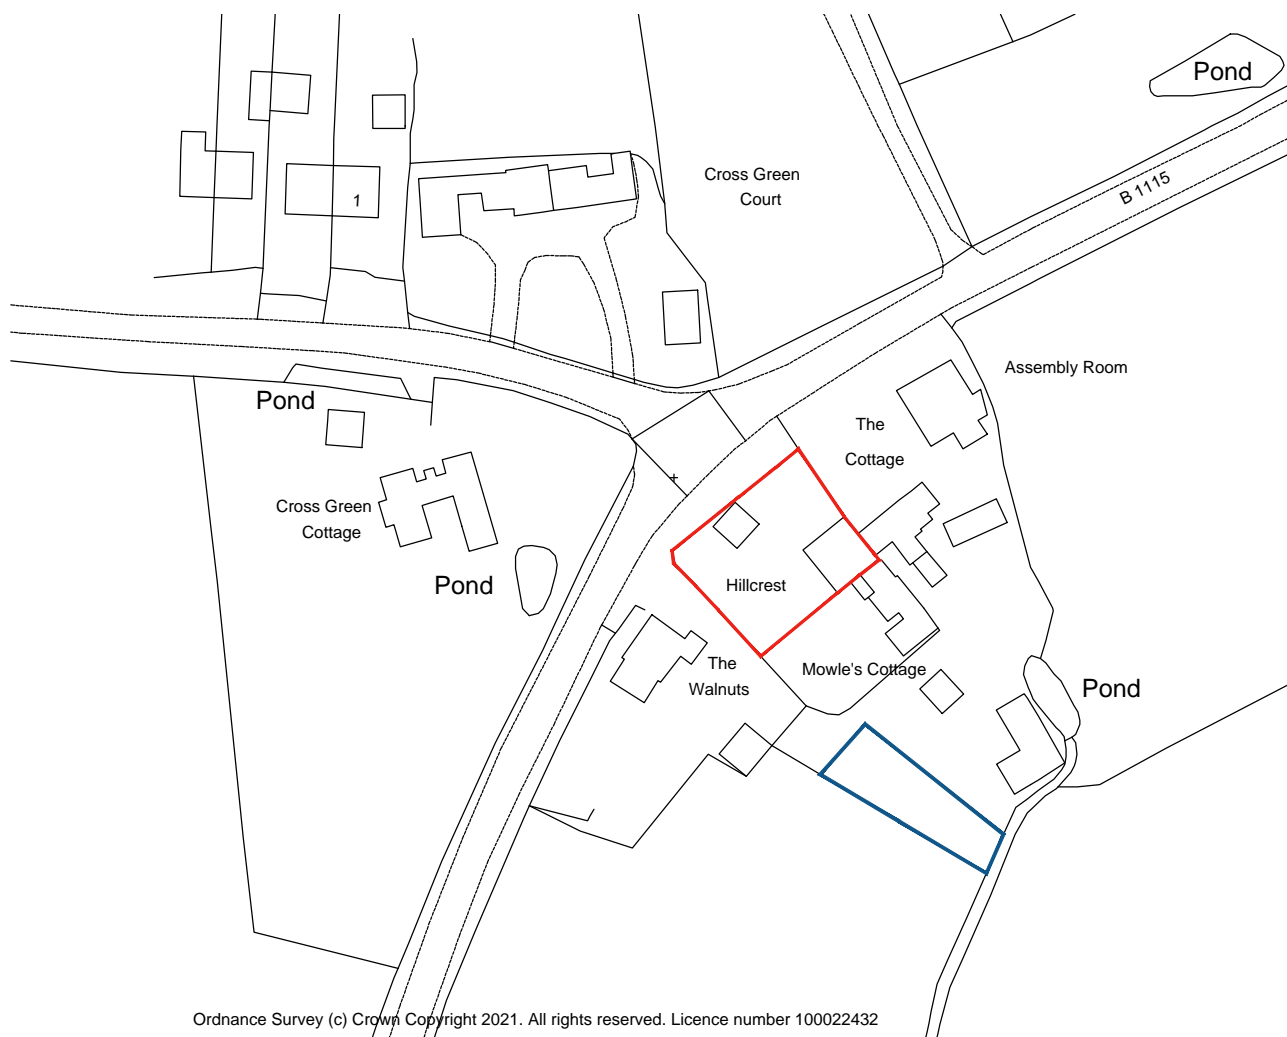 Pond
Cross Green
Court
B 1115
1
Assembly Room
Pond
The
Cottage
Cross Green
Cottage
Pond
Hillcrest
The
Walnuts
Mowle's Cottage
Pond
Ordnance Survey (c) Crown Copyright 2021. All rights reserved. Licence number 100022432